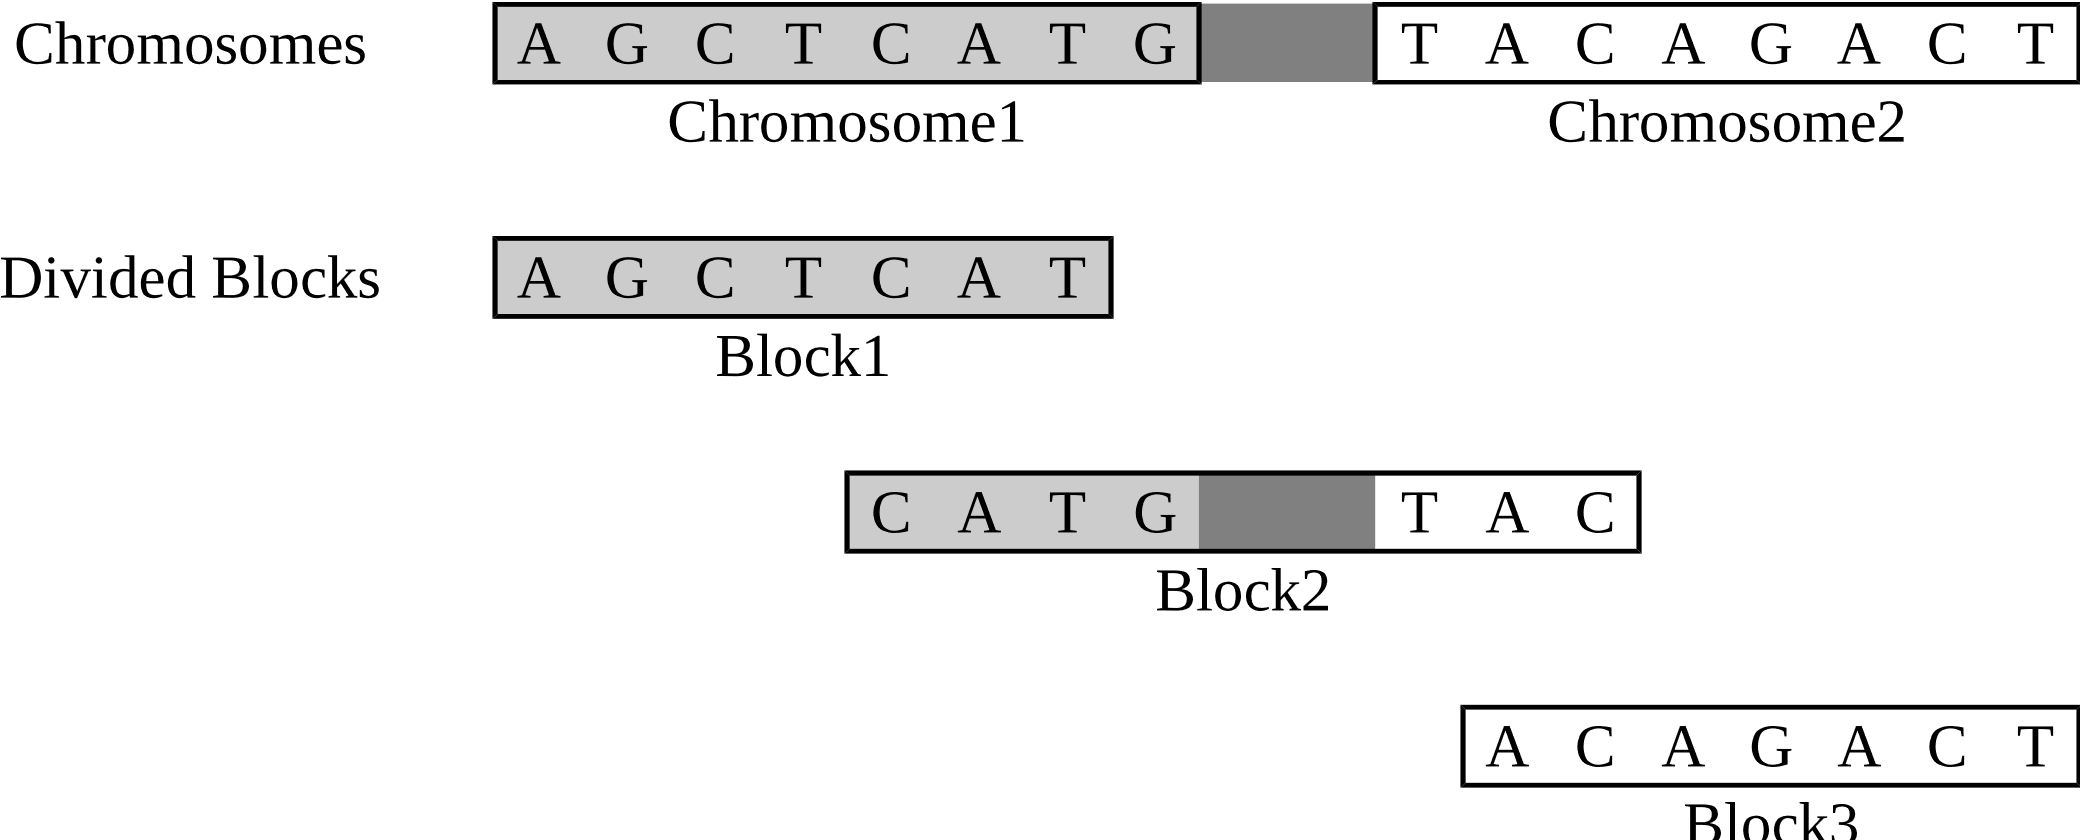 Chromosomes A G C T C A T G T A C A G A C T
Chromosome1 Chromosome2
Divided Blocks A G C T C A T
Block1
C A T G T A C
Block2
A C A G A C T
Block3